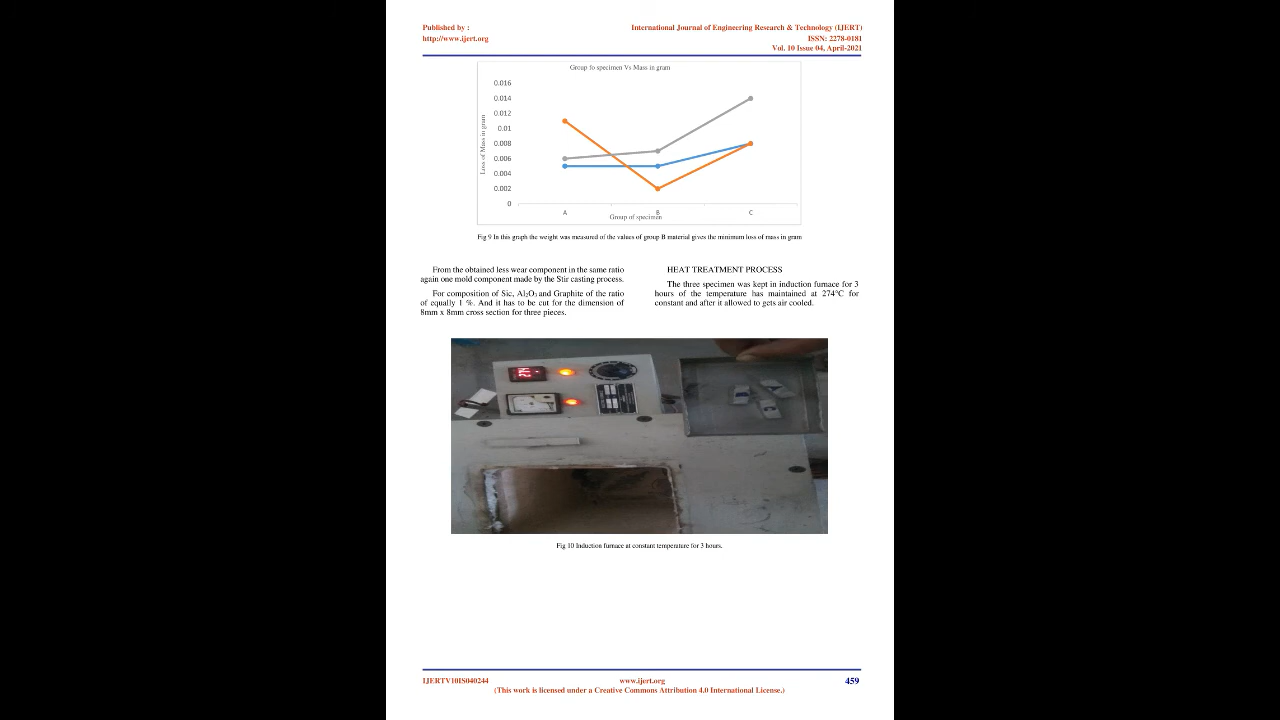 Published by :
International Journal of Engineering Research & Technology (IJERT)
http://www.ijert.org
ISSN: 2278-0181
Vol. 10 Issue 04, April-2021
Group fo specimen Vs Mass in gram
0.016
0.014
0.012
0.01
0.008
0.006
0.004
0.002
0
Loss of Mass in gram
A
B
C
Group of specimen
Fig 9 In this graph the weight was measured of the values of group B material gives the minimum loss of mass in gram
From the obtained less wear component in the same ratio
again one mold component made by the Stir casting process.
For composition of Sic, Al₂O₃ and Graphite of the ratio
of equally 1 %. And it has to be cut for the dimension of
8mm x 8mm cross section for three pieces.
HEAT TREATMENT PROCESS
The three specimen was kept in induction furnace for 3
hours of the temperature has maintained at 274°C for
constant and after it allowed to gets air cooled.
Fig 10 Induction furnace at constant temperature for 3 hours.
IJERTV10IS040244
www.ijert.org
459
(This work is licensed under a Creative Commons Attribution 4.0 International License.)